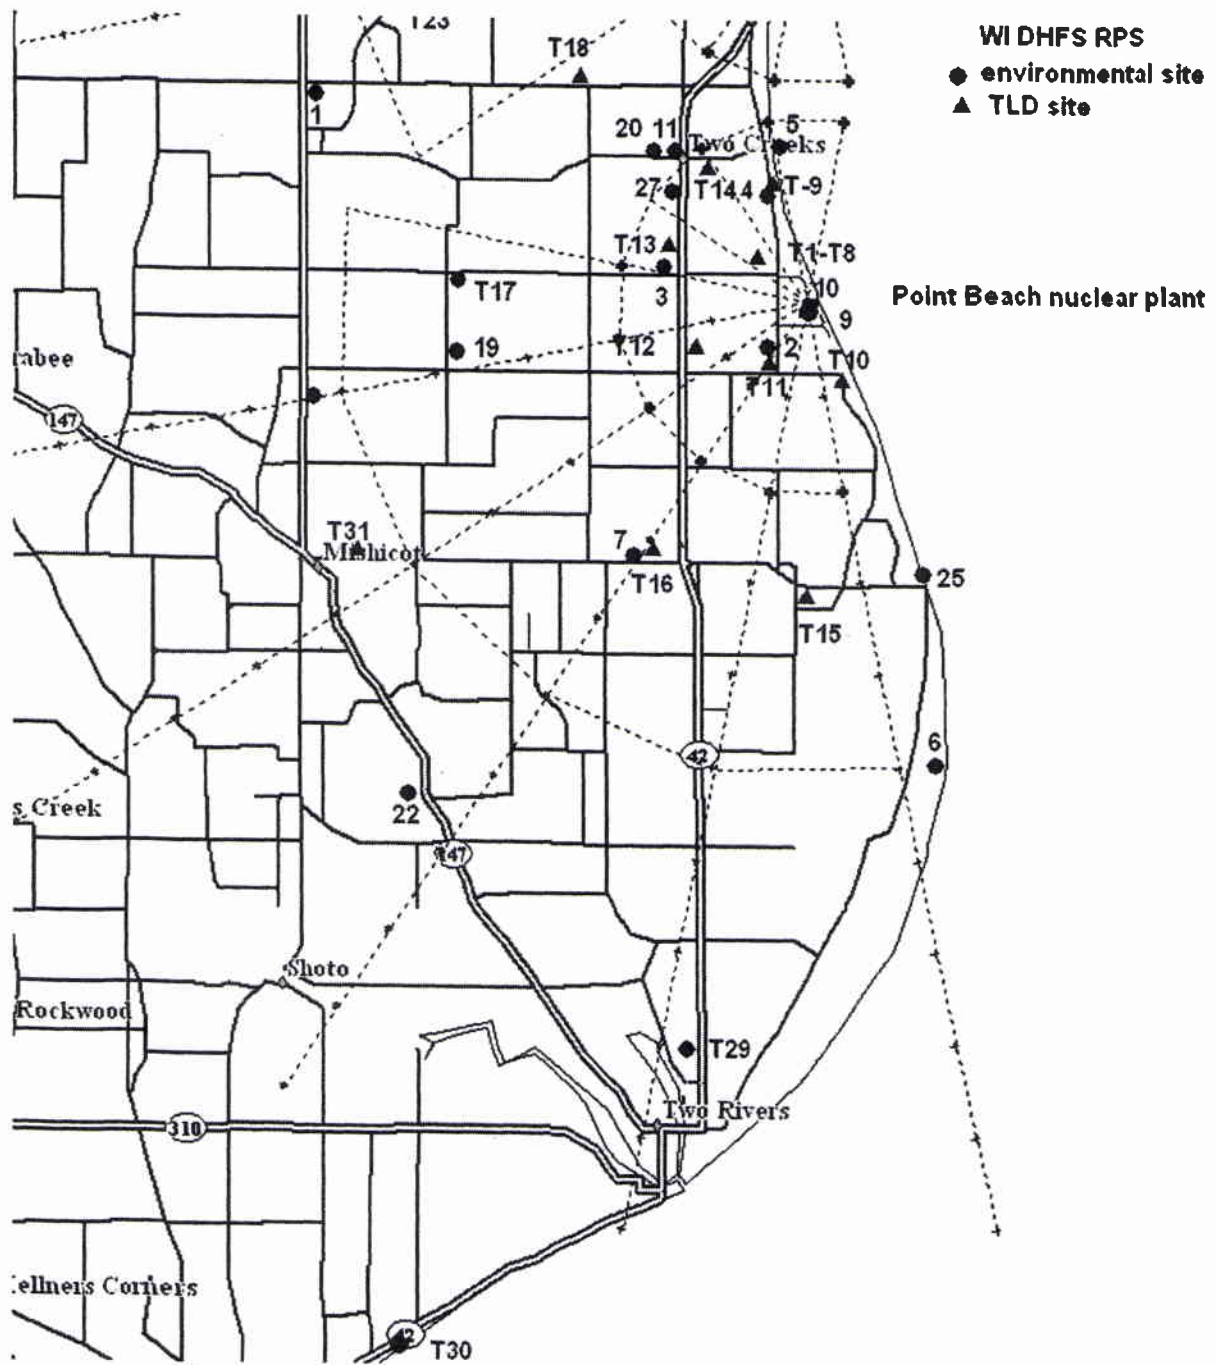 T23
WI DHFS RPS
environmental site
TLD site
T18
1
20 11 Two Creeks 5
27 T14 4 T-9
T13 T1-T8
T17 3 10
Point Beach nuclear plant
9
19 T12 2 T10
T11
147
T31
Mishicot
7
T16
25
T15
6
42
s Creek
22
147
Shoto
Rockwood
T29
Two Rivers
310
ellners Corners
42
T30